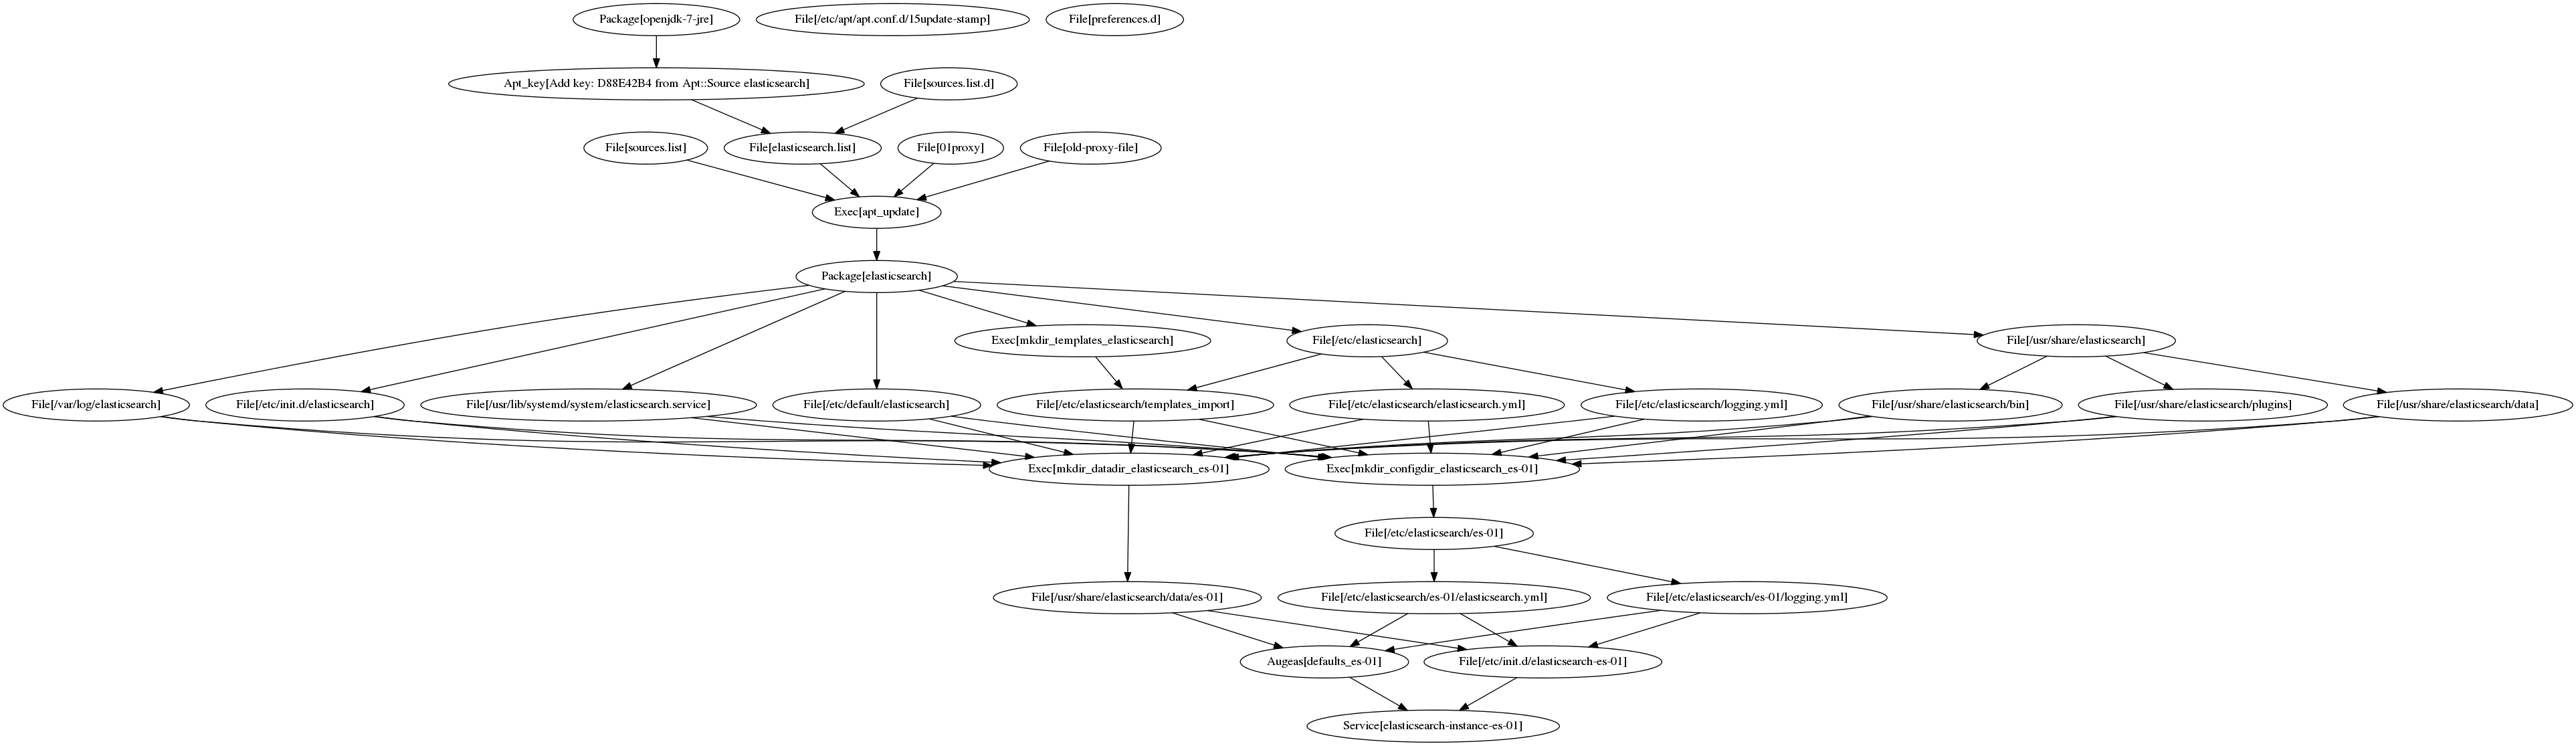 Package[openjdk-7-jre]
File[/etc/apt/apt.conf.d/15update-stamp]
File[preferences.d]
Apt_key[Add key: D88E42B4 from Apt::Source elasticsearch]
File[sources.list.d]
File[sources.list]
File[elasticsearch.list]
File[01proxy]
File[old-proxy-file]
Exec[apt_update]
Package[elasticsearch]
Exec[mkdir_templates_elasticsearch]
File[/etc/elasticsearch]
File[/usr/share/elasticsearch]
File[/var/log/elasticsearch]
File[/etc/init.d/elasticsearch]
File[/usr/lib/systemd/system/elasticsearch.service]
File[/etc/default/elasticsearch]
File[/etc/elasticsearch/templates_import]
File[/etc/elasticsearch/elasticsearch.yml]
File[/etc/elasticsearch/logging.yml]
File[/usr/share/elasticsearch/bin]
File[/usr/share/elasticsearch/plugins]
File[/usr/share/elasticsearch/data]
Exec[mkdir_datadir_elasticsearch_es-01]
Exec[mkdir_configdir_elasticsearch_es-01]
File[/etc/elasticsearch/es-01]
File[/usr/share/elasticsearch/data/es-01]
File[/etc/elasticsearch/es-01/elasticsearch.yml]
File[/etc/elasticsearch/es-01/logging.yml]
Augeas[defaults_es-01]
File[/etc/init.d/elasticsearch-es-01]
Service[elasticsearch-instance-es-01]